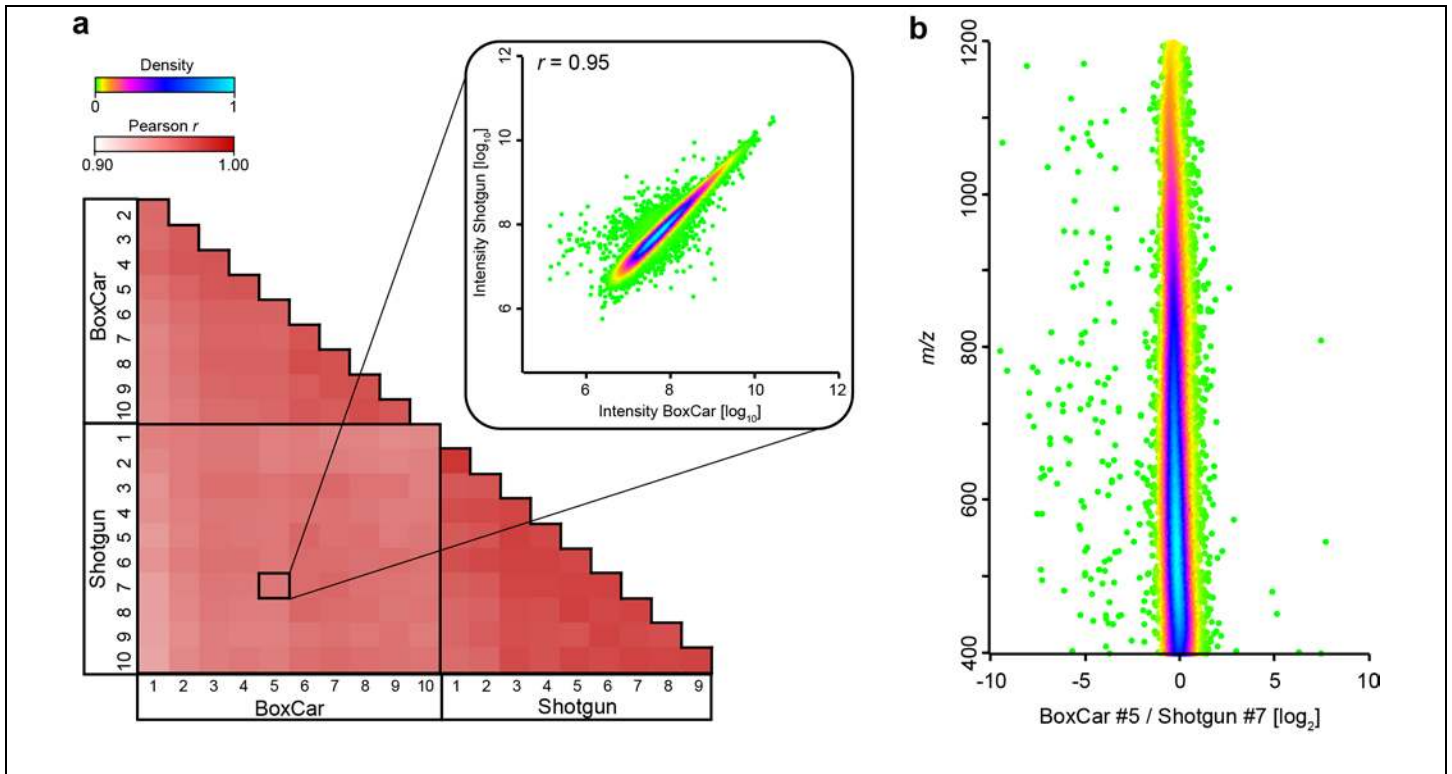 a
Density
0 1
Pearson r
0.90 1.00
BoxCar
2
3
4
5
6
7
8
9
10
Shotgun
1
2
3
4
5
6
7
8
9
10
1 2 3 4 5 6 7 8 9 10 1 2 3 4 5 6 7 8 9
BoxCar Shotgun
r = 0.95
Intensity Shotgun [log10]
12
10
8
6
6 8 10 12
Intensity BoxCar [log10]
b
m/z
1200
1000
800
600
400
-10 -5 0 5 10
BoxCar #5 / Shotgun #7 [log2]